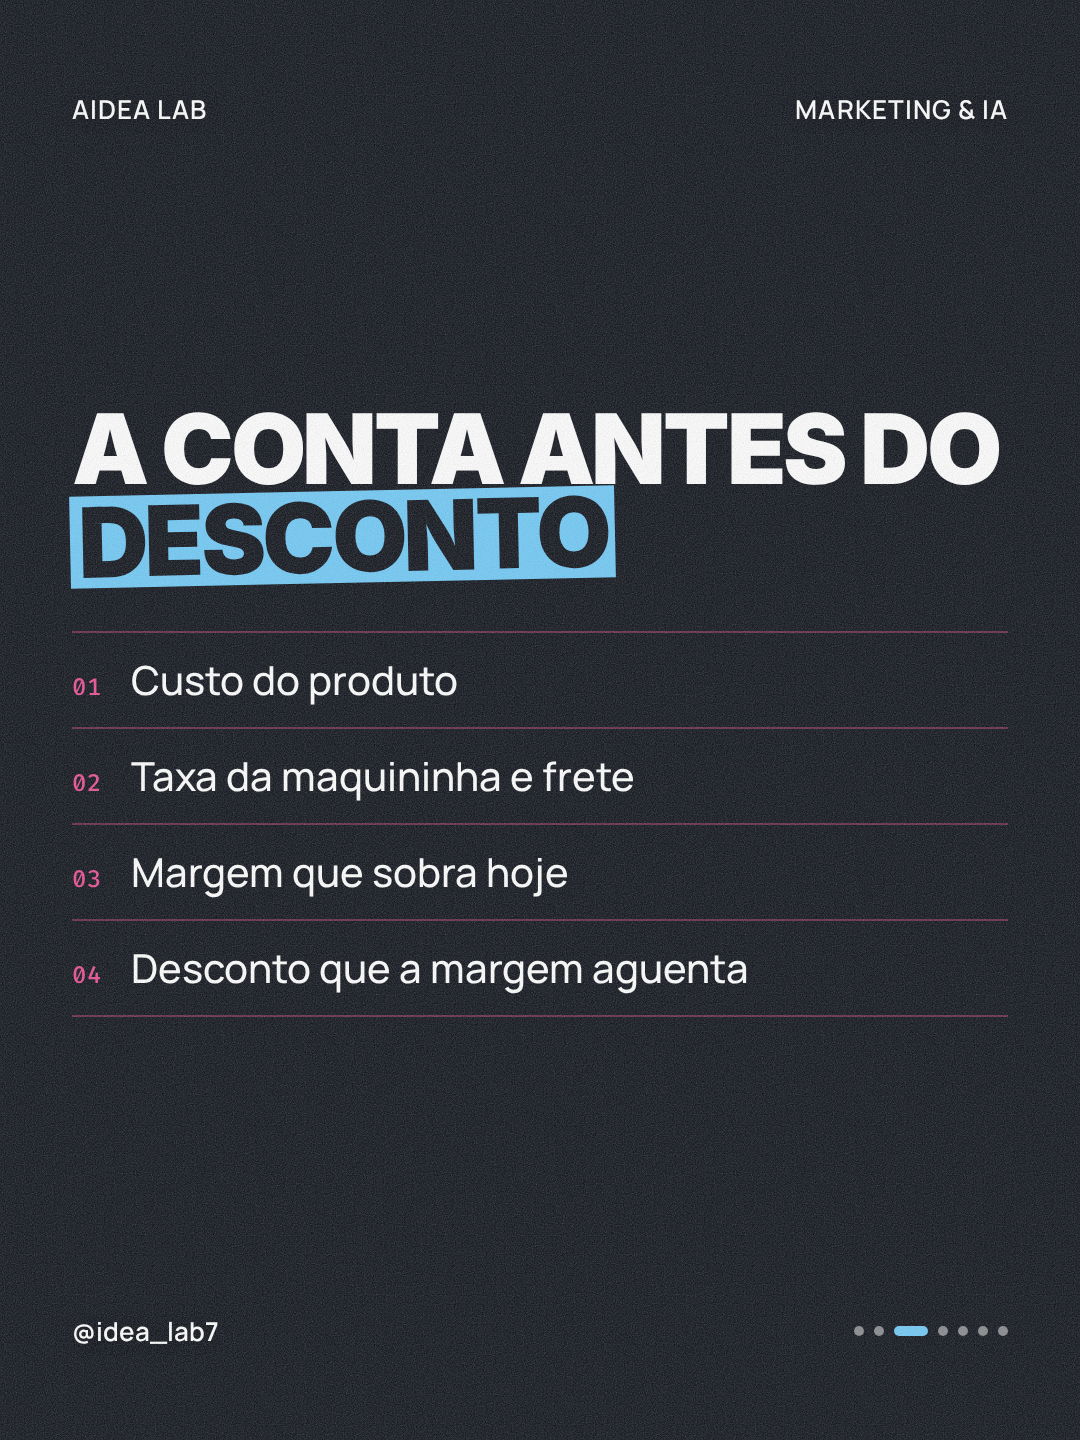 AIDEA LAB
MARKETING & IA
A CONTA ANTES DO
DESCONTO
01 Custo do produto
02 Taxa da maquininha e frete
03 Margem que sobra hoje
04 Desconto que a margem aguenta
@idea_lab7